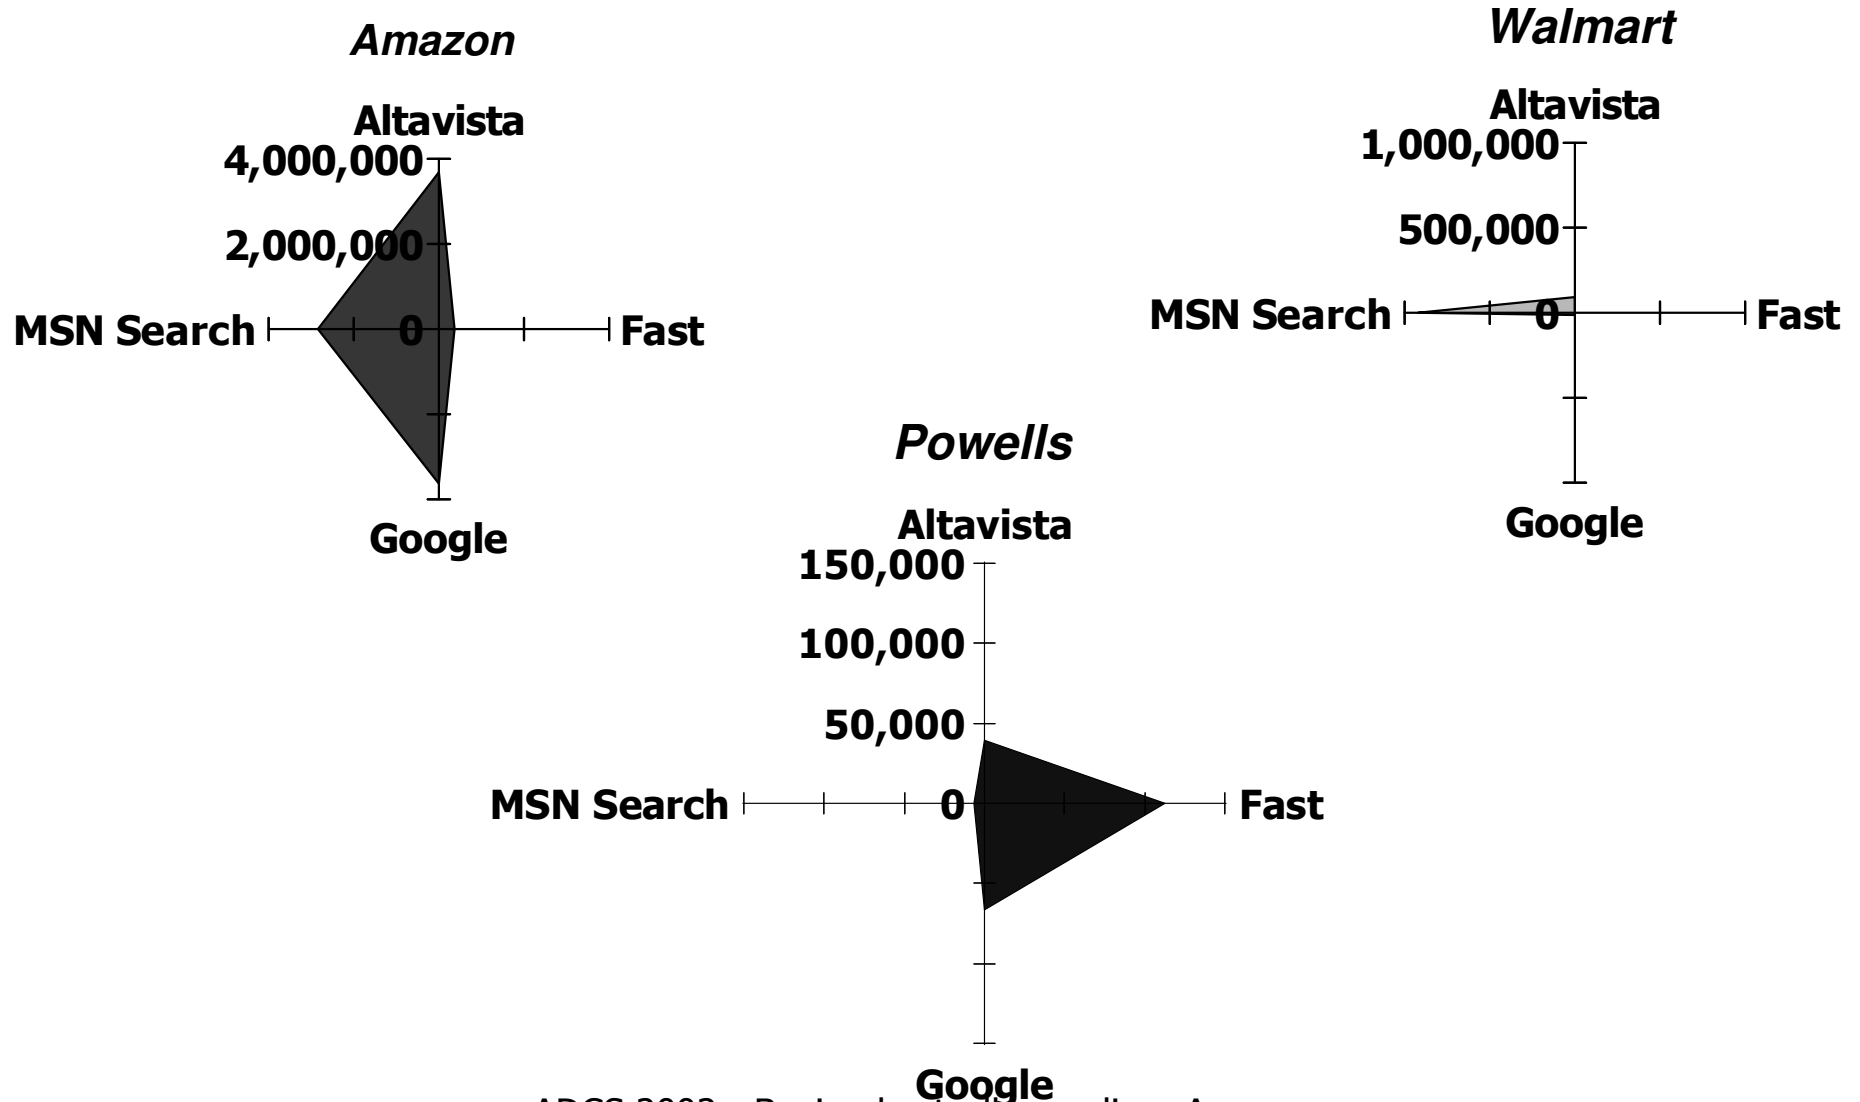 Amazon
Altavista
4,000,000
2,000,000
MSN Search
0
Fast
Google
Walmart
Altavista
1,000,000
500,000
MSN Search
0
Fast
Google
Powells
Altavista
150,000
100,000
50,000
MSN Search
0
Fast
Google